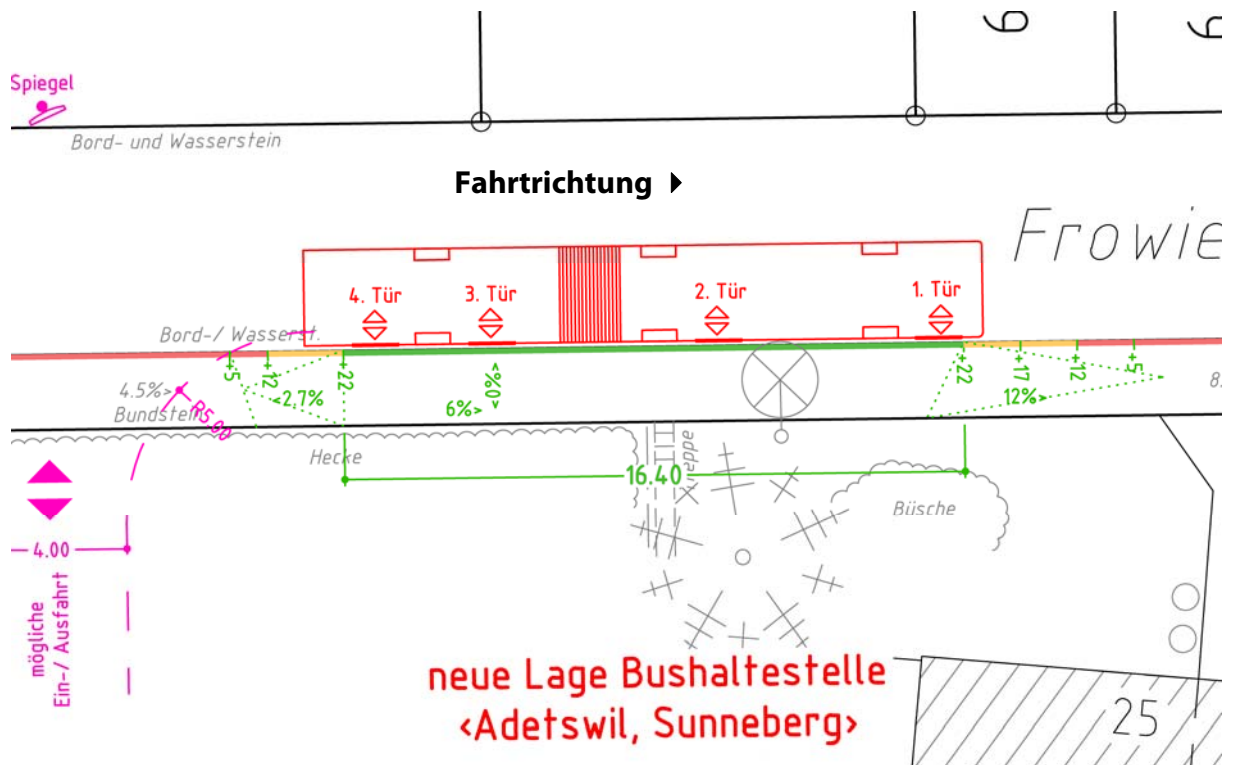 6
Spiegel
Bord- und Wasserstein
Fahrtrichtung
Frowie
4. Tür
3. Tür
2. Tür
1. Tür
Bord-/ Wasserst.
+5
+12
+22
<0%>
+22
+17
+12
+5
4.5%>
<2.7%
6%>
12%>
8.
Bundstein
R5.00
Hecke
16.40
Büsche
4.00
mögliche
Ein-/ Ausfahrt
neue Lage Bushaltestelle
<Adetswil, Sunneberg>
25